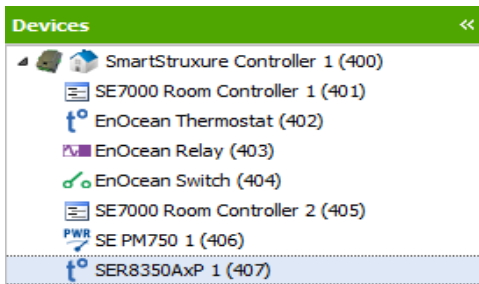 Devices «
SmartStruxure Controller 1 (400)
SE7000 Room Controller 1 (401)
t° EnOcean Thermostat (402)
EnOcean Relay (403)
EnOcean Switch (404)
SE7000 Room Controller 2 (405)
PWR SE PM750 1 (406)
t° SER8350AxP 1 (407)